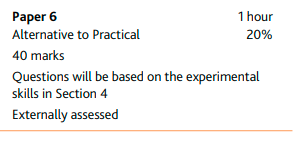 Paper 6 1 hour
Alternative to Practical 20%
40 marks
Questions will be based on the experimental
skills in Section 4
Externally assessed